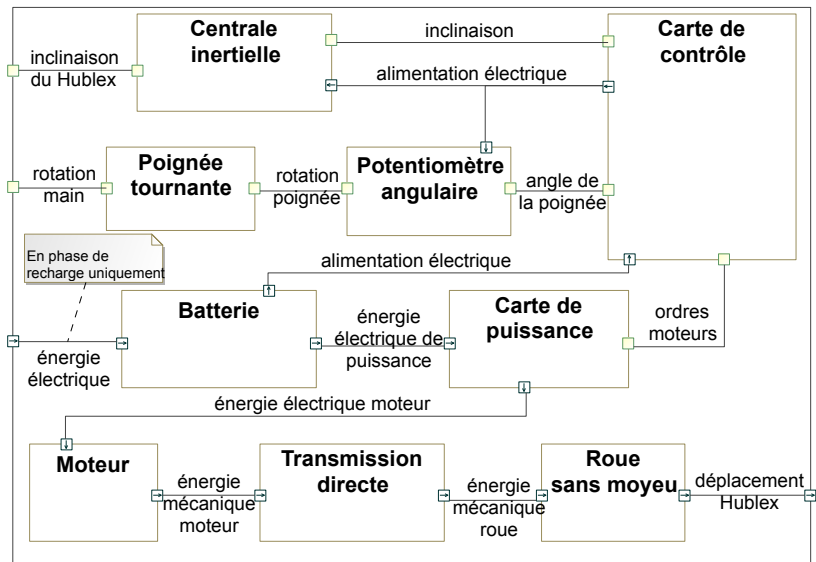 Centrale
inertielle
inclinaison
Carte de
contrôle
inclinaison
du Hublex
alimentation électrique
rotation
main
Poignée
tournante
rotation
poignée
Potentiomètre
angulaire
angle de
la poignée
En phase de
recharge uniquement
alimentation électrique
énergie
électrique
Batterie
énergie
électrique de
puissance
Carte de
puissance
ordres
moteurs
énergie électrique moteur
Moteur
énergie
mécanique
moteur
Transmission
directe
énergie
mécanique
roue
Roue
sans moyeu
déplacement
Hublex